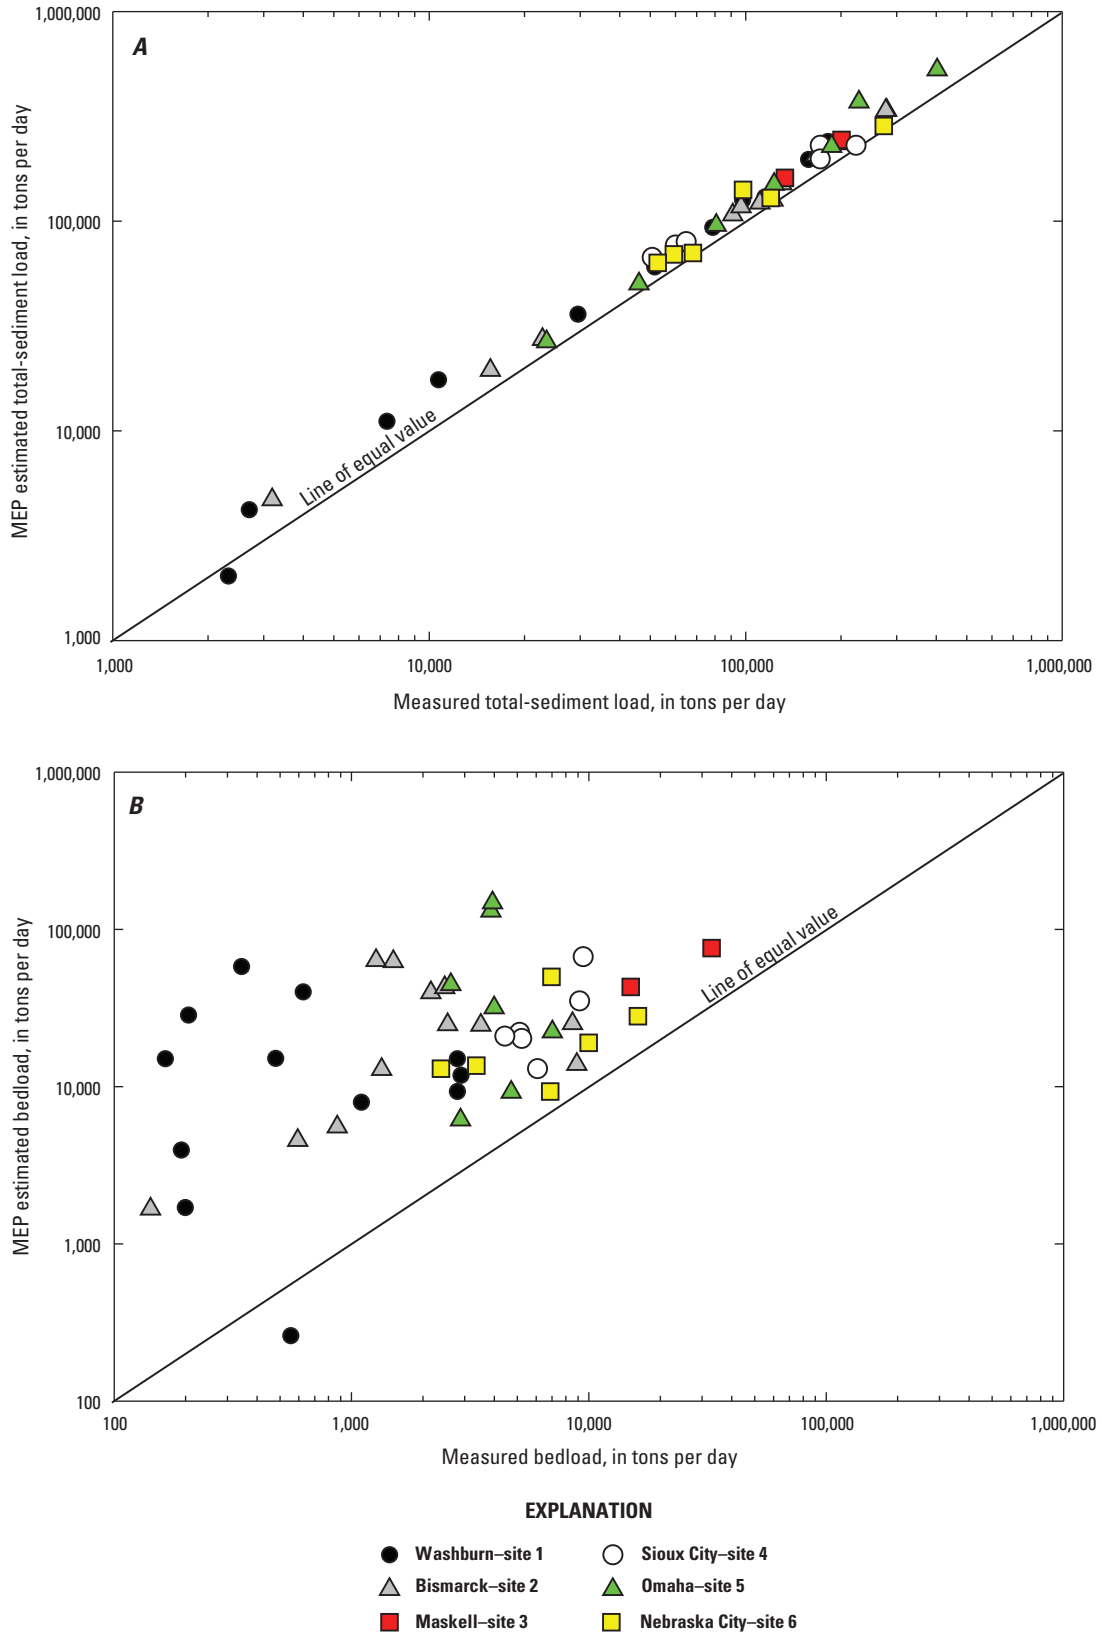 1,000,000
A
100,000
10,000
1,000
MEP estimated total-sediment load, in tons per day
Line of equal value
1,000 10,000 100,000 1,000,000
Measured total-sediment load, in tons per day
1,000,000
B
100,000
10,000
1,000
100
MEP estimated bedload, in tons per day
Line of equal value
100 1,000 10,000 100,000 1,000,000
Measured bedload, in tons per day
EXPLANATION
Washburn–site 1
Bismarck–site 2
Maskell–site 3
Sioux City–site 4
Omaha–site 5
Nebraska City–site 6